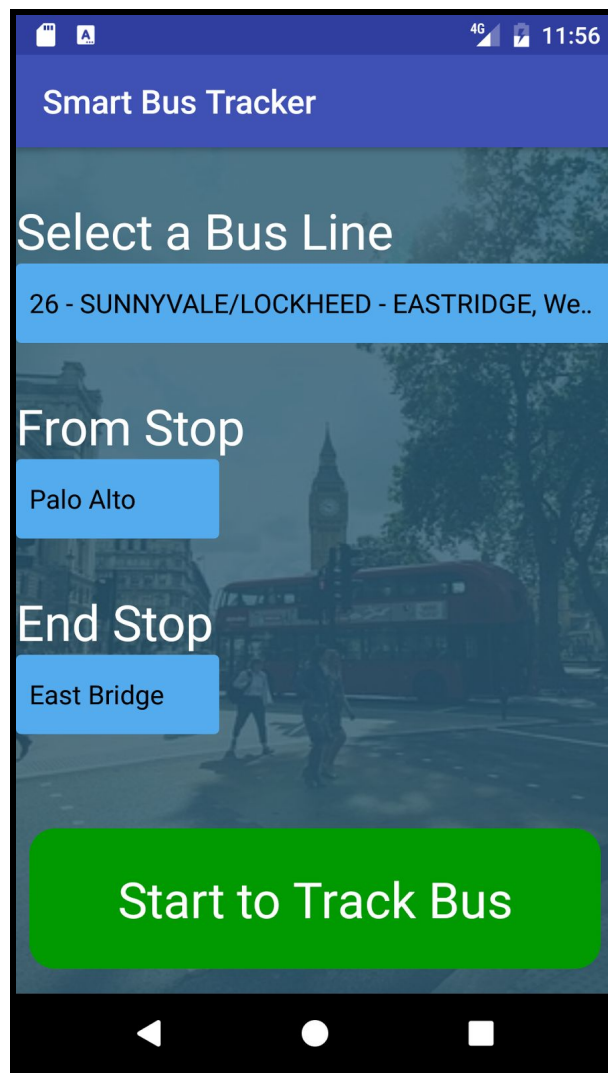 4G 11:56
Smart Bus Tracker
Select a Bus Line
26 - SUNNYVALE/LOCKHEED - EASTRIDGE, We..
From Stop
Palo Alto
End Stop
East Bridge
Start to Track Bus